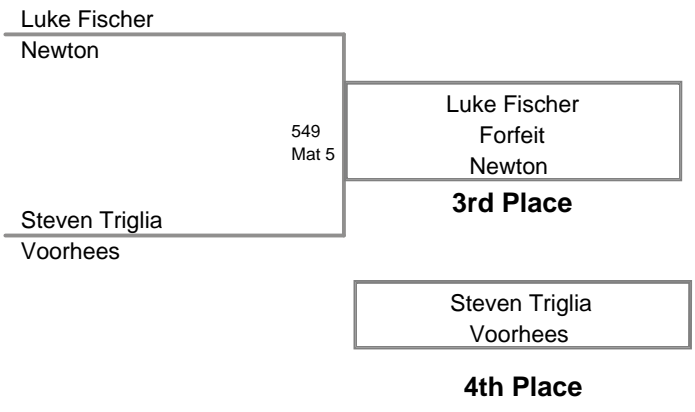 Luke Fischer
Newton
549
Mat 5
Luke Fischer
Forfeit
Newton
3rd Place
Steven Triglia
Voorhees
Steven Triglia
Voorhees
4th Place